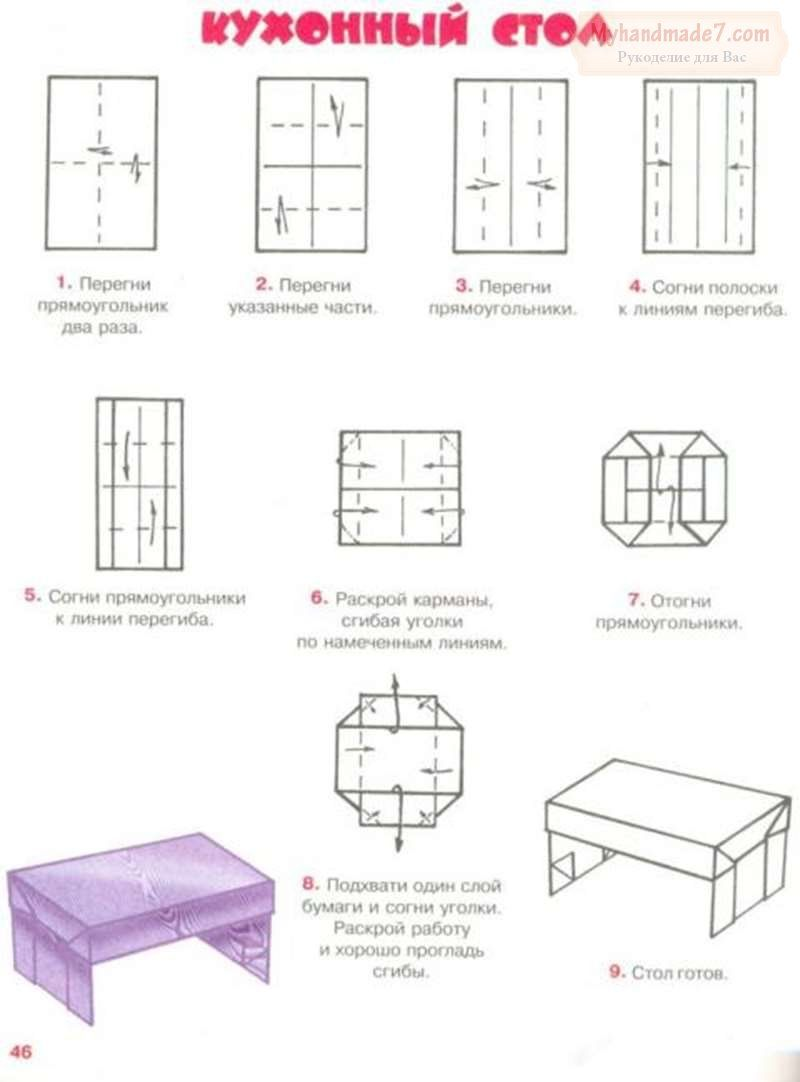 КУХОННЫЙ СТОЛ
Myhandmade7.com
Рукоделие для Вас
1. Перегни
прямоугольник
два раза.
2. Перегни
указанные части.
3. Перегни
прямоугольники.
4. Согни полоски
к линиям перегиба.
5. Согни прямоугольники
к линии перегиба.
6. Раскрой карманы,
сгибая уголки
по намеченным линиям.
7. Отогни
прямоугольники.
8. Подхвати один слой
бумаги и согни уголки.
Раскрой работу
и хорошо прогладь
сгибы.
9. Стол готов.
46